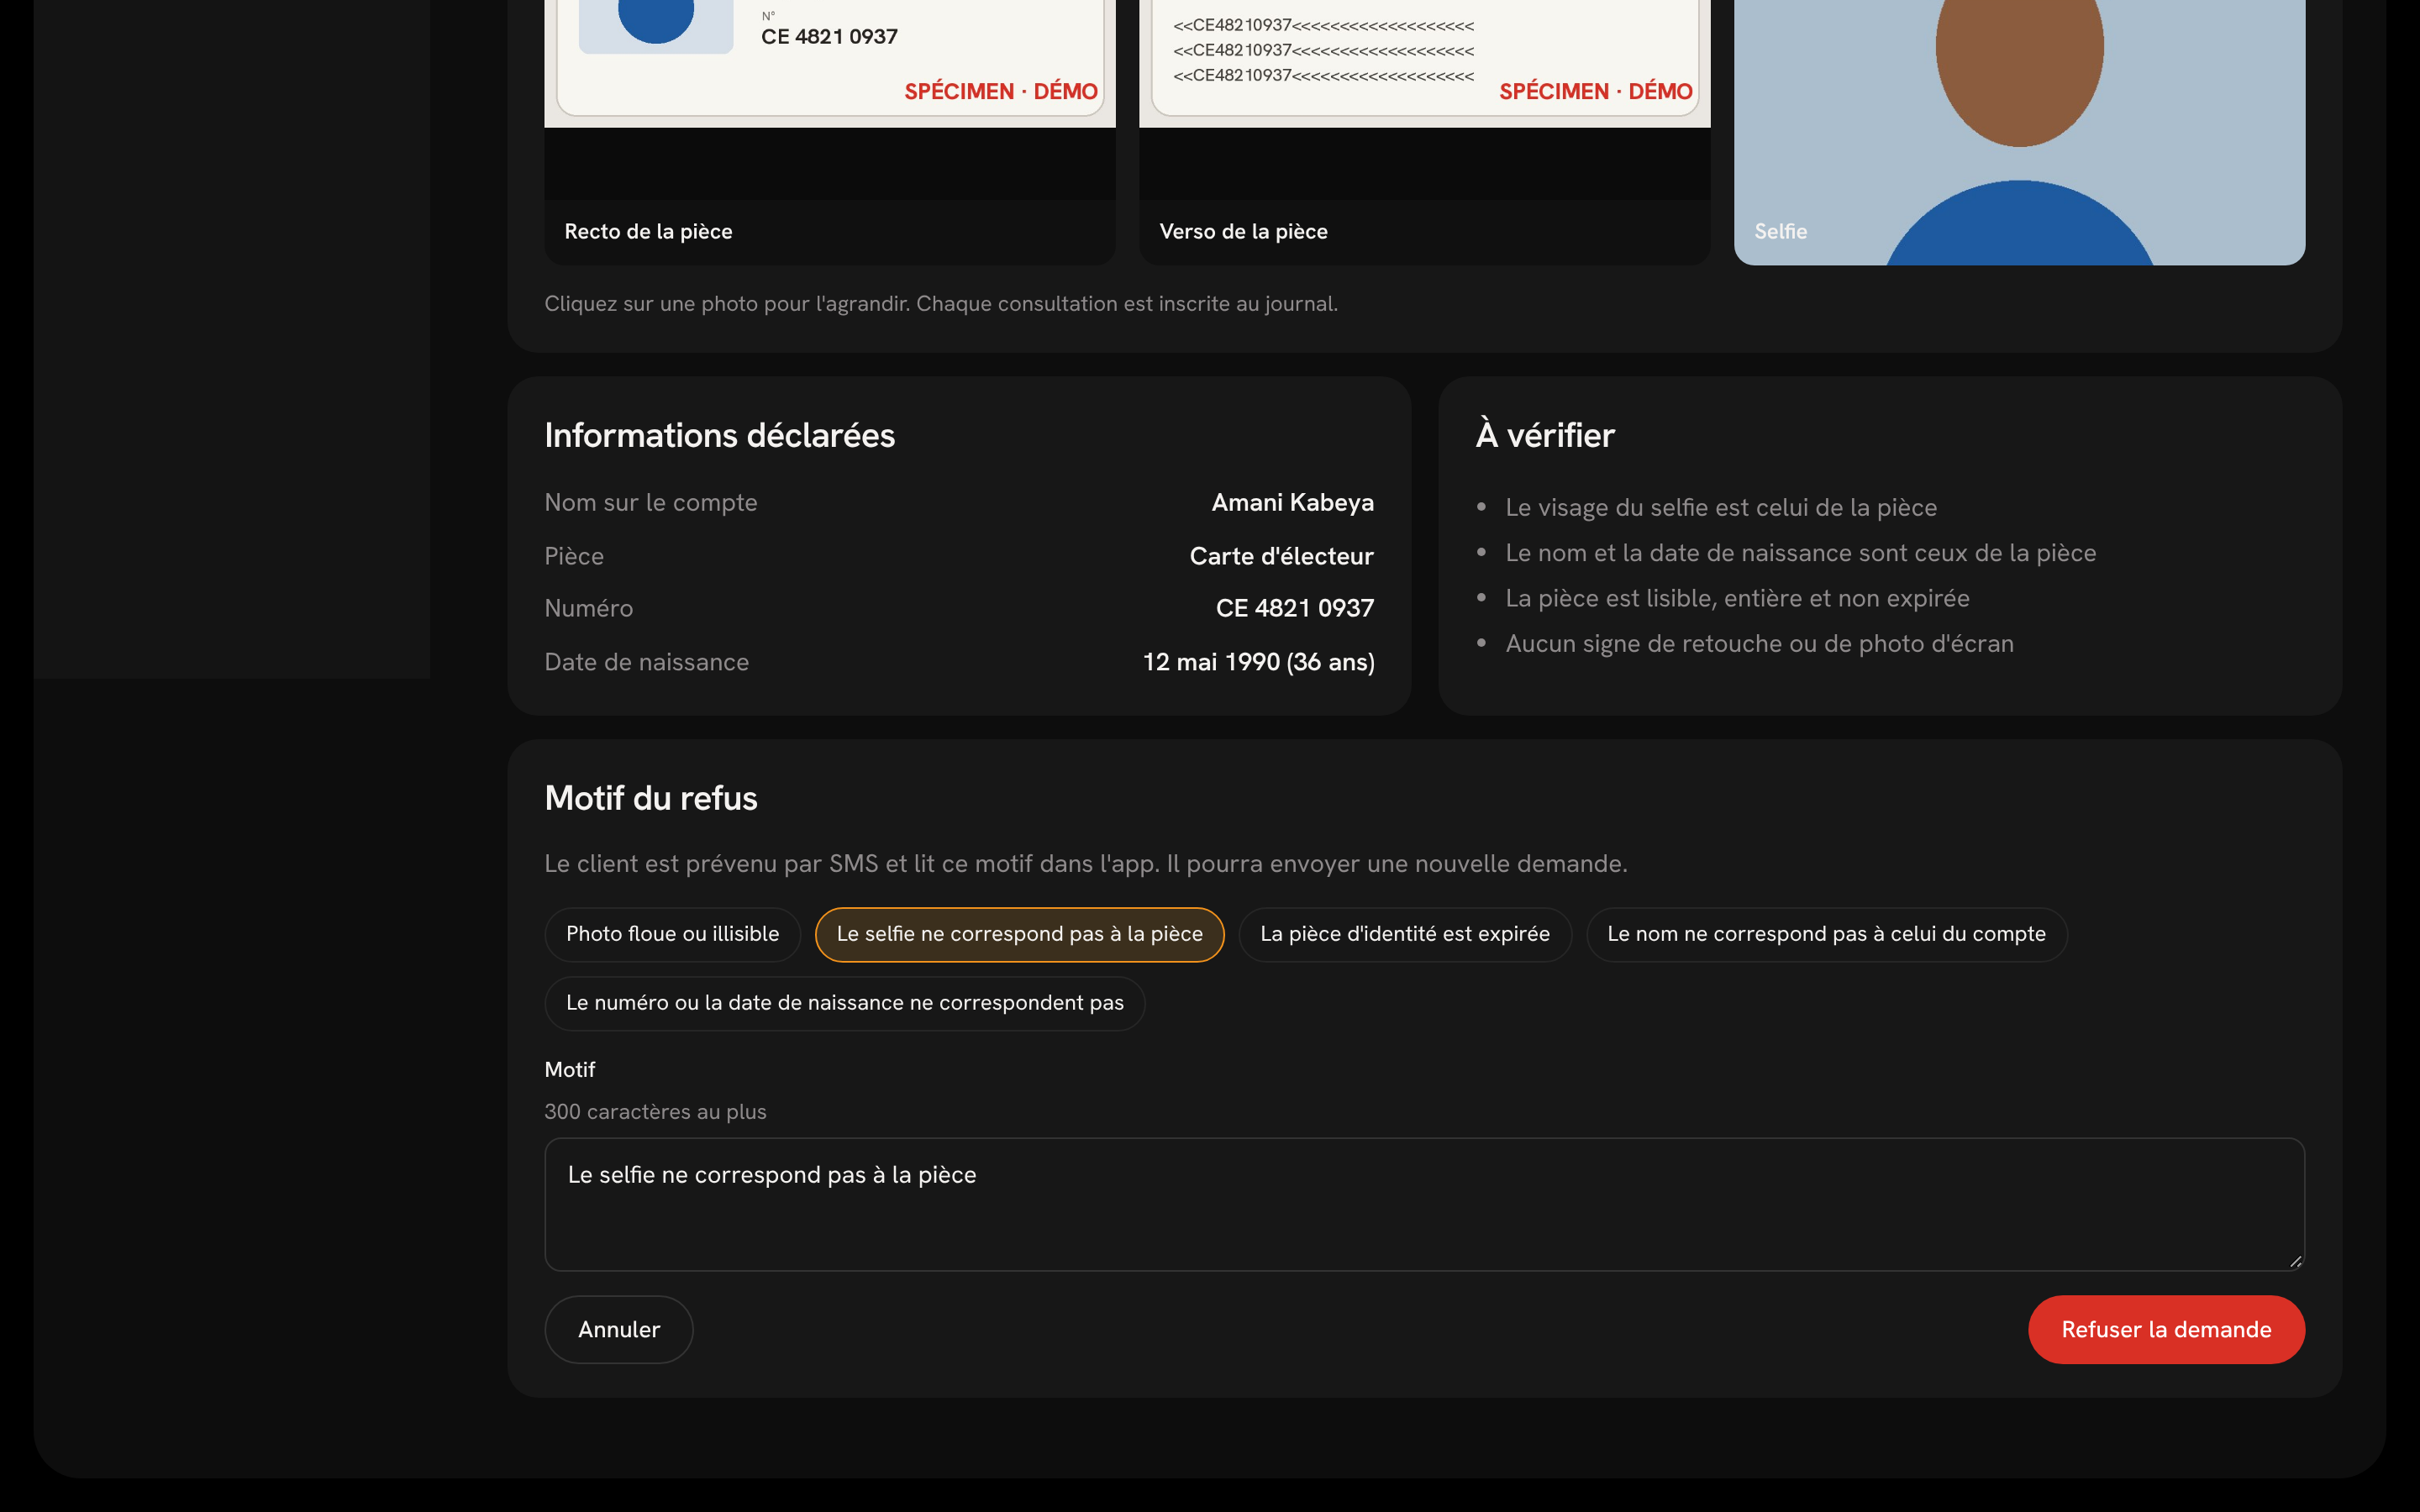 N°
CE 4821 0937
SPÉCIMEN · DÉMO
<<CE48210937<<<<<<<<<<<<<<<<<<<
<<CE48210937<<<<<<<<<<<<<<<<<<<
<<CE48210937<<<<<<<<<<<<<<<<<<<
SPÉCIMEN · DÉMO
Recto de la pièce
Verso de la pièce
Selfie
Cliquez sur une photo pour l'agrandir. Chaque consultation est inscrite au journal.
Informations déclarées
Nom sur le compte Amani Kabeya
Pièce Carte d'électeur
Numéro CE 4821 0937
Date de naissance 12 mai 1990 (36 ans)
À vérifier
• Le visage du selfie est celui de la pièce
• Le nom et la date de naissance sont ceux de la pièce
• La pièce est lisible, entière et non expirée
• Aucun signe de retouche ou de photo d'écran
Motif du refus
Le client est prévenu par SMS et lit ce motif dans l'app. Il pourra envoyer une nouvelle demande.
Photo floue ou illisible
Le selfie ne correspond pas à la pièce
La pièce d'identité est expirée
Le nom ne correspond pas à celui du compte
Le numéro ou la date de naissance ne correspondent pas
Motif
300 caractères au plus
Le selfie ne correspond pas à la pièce
Annuler
Refuser la demande